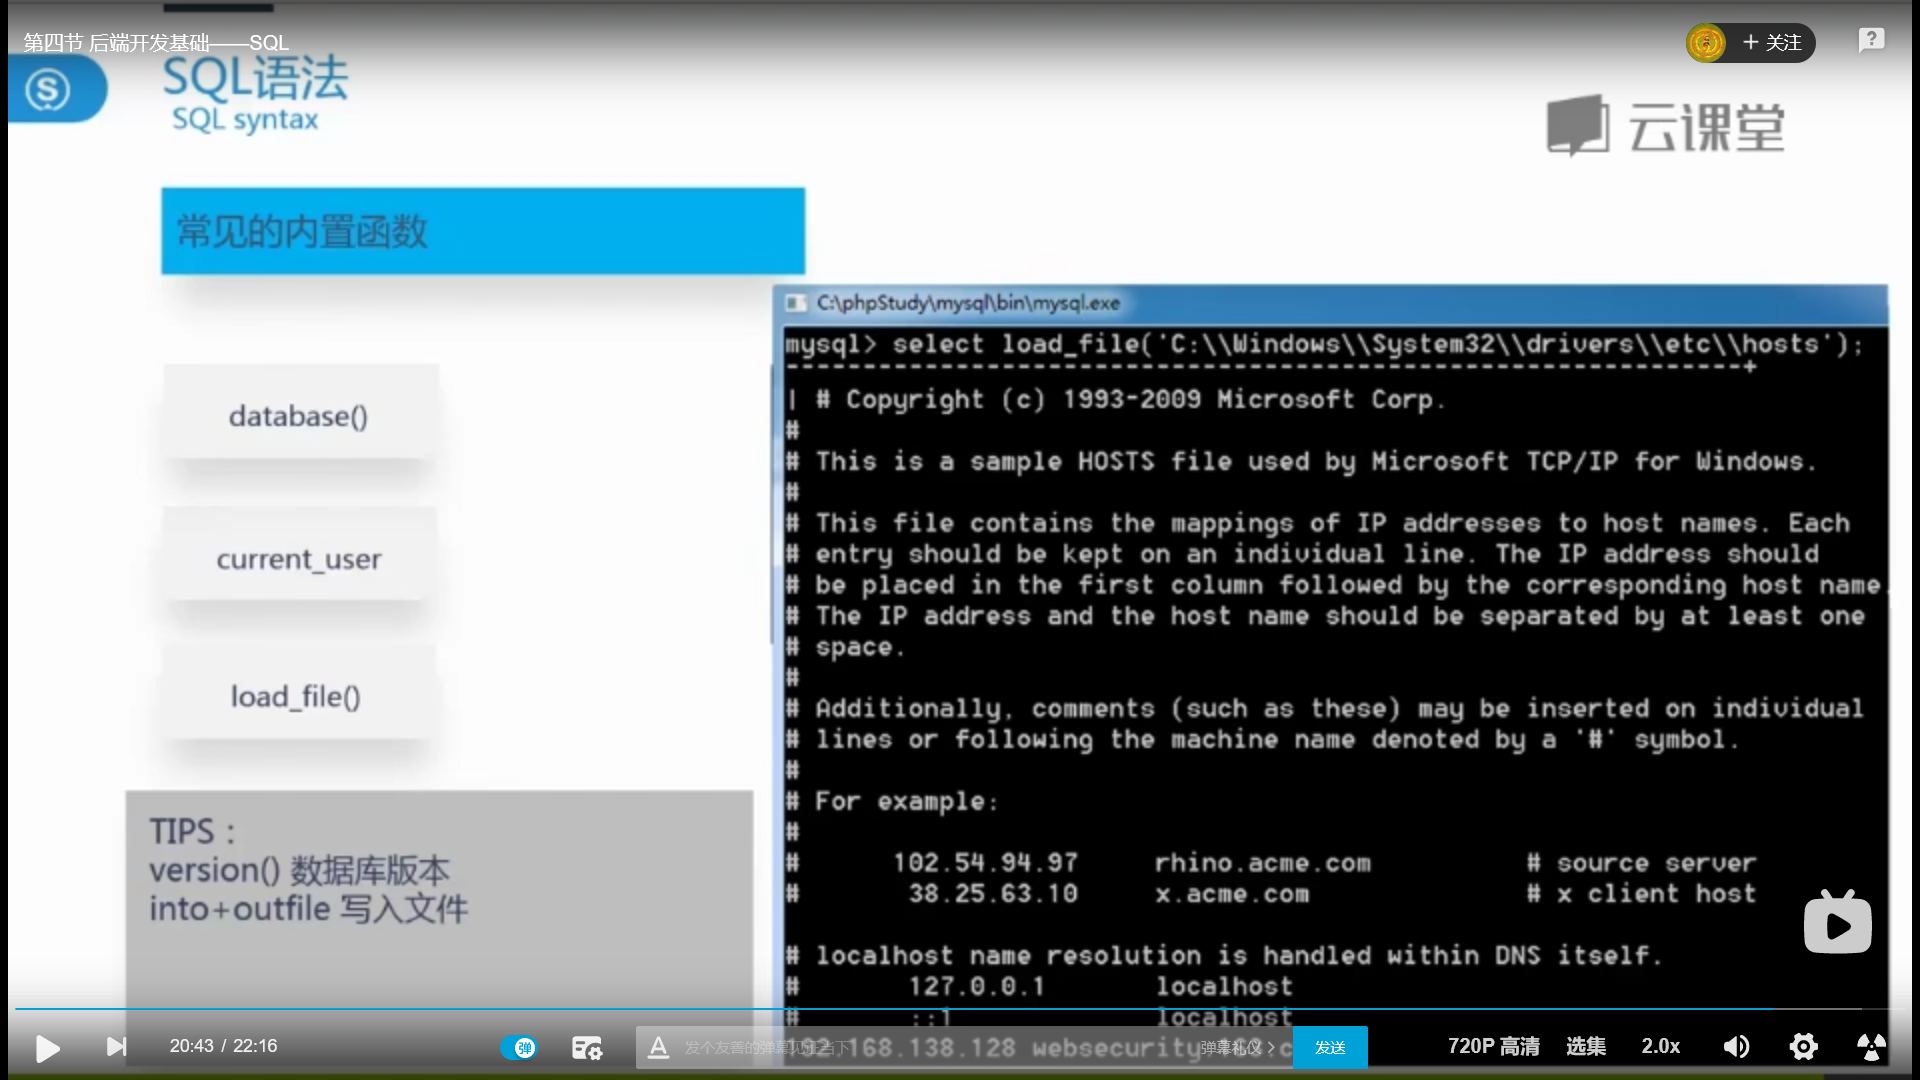 第四节 后端开发基础——SQL
+ 关注
?
SQL语法
SQL syntax
云课堂
常见的内置函数
C:\phpStudy\mysql\bin\mysql.exe
mysql> select load_file('C:\\Windows\\System32\\drivers\\etc\\hosts');
---------------------------------------------------------------+
| # Copyright (c) 1993-2009 Microsoft Corp.
#
# This is a sample HOSTS file used by Microsoft TCP/IP for Windows.
#
# This file contains the mappings of IP addresses to host names. Each
# entry should be kept on an individual line. The IP address should
# be placed in the first column followed by the corresponding host name.
# The IP address and the host name should be separated by at least one
# space.
#
# Additionally, comments (such as these) may be inserted on individual
# lines or following the machine name denoted by a '#' symbol.
#
# For example:
#
# 102.54.94.97 rhino.acme.com # source server
# 38.25.63.10 x.acme.com # x client host
# localhost name resolution is handled within DNS itself.
# 127.0.0.1 localhost
# ::1 localhost
168.138.128 websecurity
database()
current_user
load_file()
TIPS：
version() 数据库版本
into+outfile 写入文件
20:43 / 22:16
弹
A
发个友善的弹幕见证当下
弹幕礼仪 >
发送
720P 高清
选集
2.0x